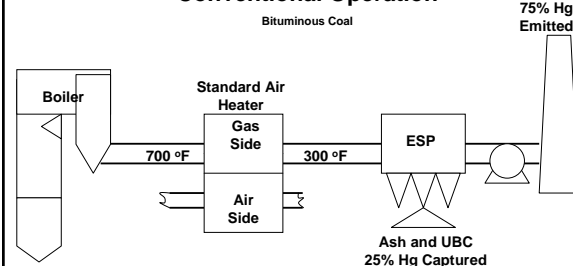 Conventional Operation
Bituminous Coal
75% Hg
Emitted
Boiler
Standard Air
Heater
Gas
Side
700 ºF
300 ºF
ESP
Air
Side
Ash and UBC
25% Hg Captured